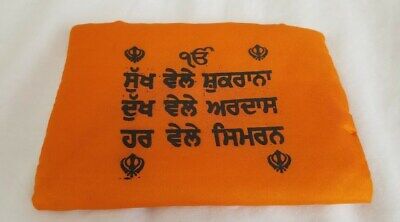 ੴ
ਸੁੱਖ ਵੇਲੇ ਸ਼ੁਕਰਾਨਾ
ਦੁੱਖ ਵੇਲੇ ਅਰਦਾਸ
ਹਰ ਵੇਲੇ ਸਿਮਰਨ